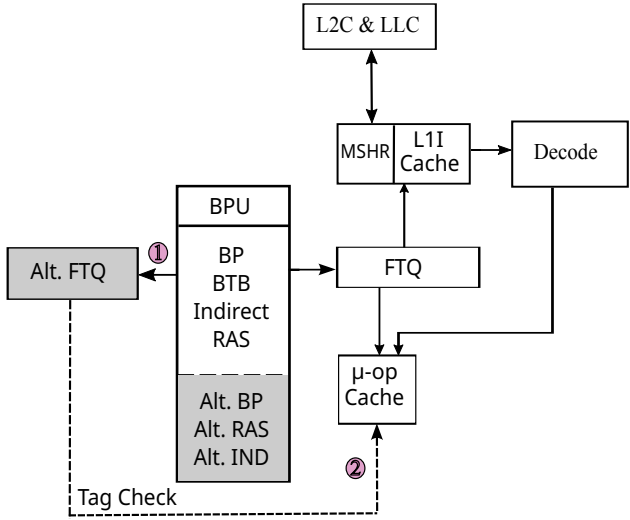 L2C & LLC
MSHR
L1I
Cache
Decode
BPU
①
Alt. FTQ
BP
BTB
Indirect
RAS
FTQ
Alt. BP
Alt. RAS
Alt. IND
μ-op
Cache
②
Tag Check